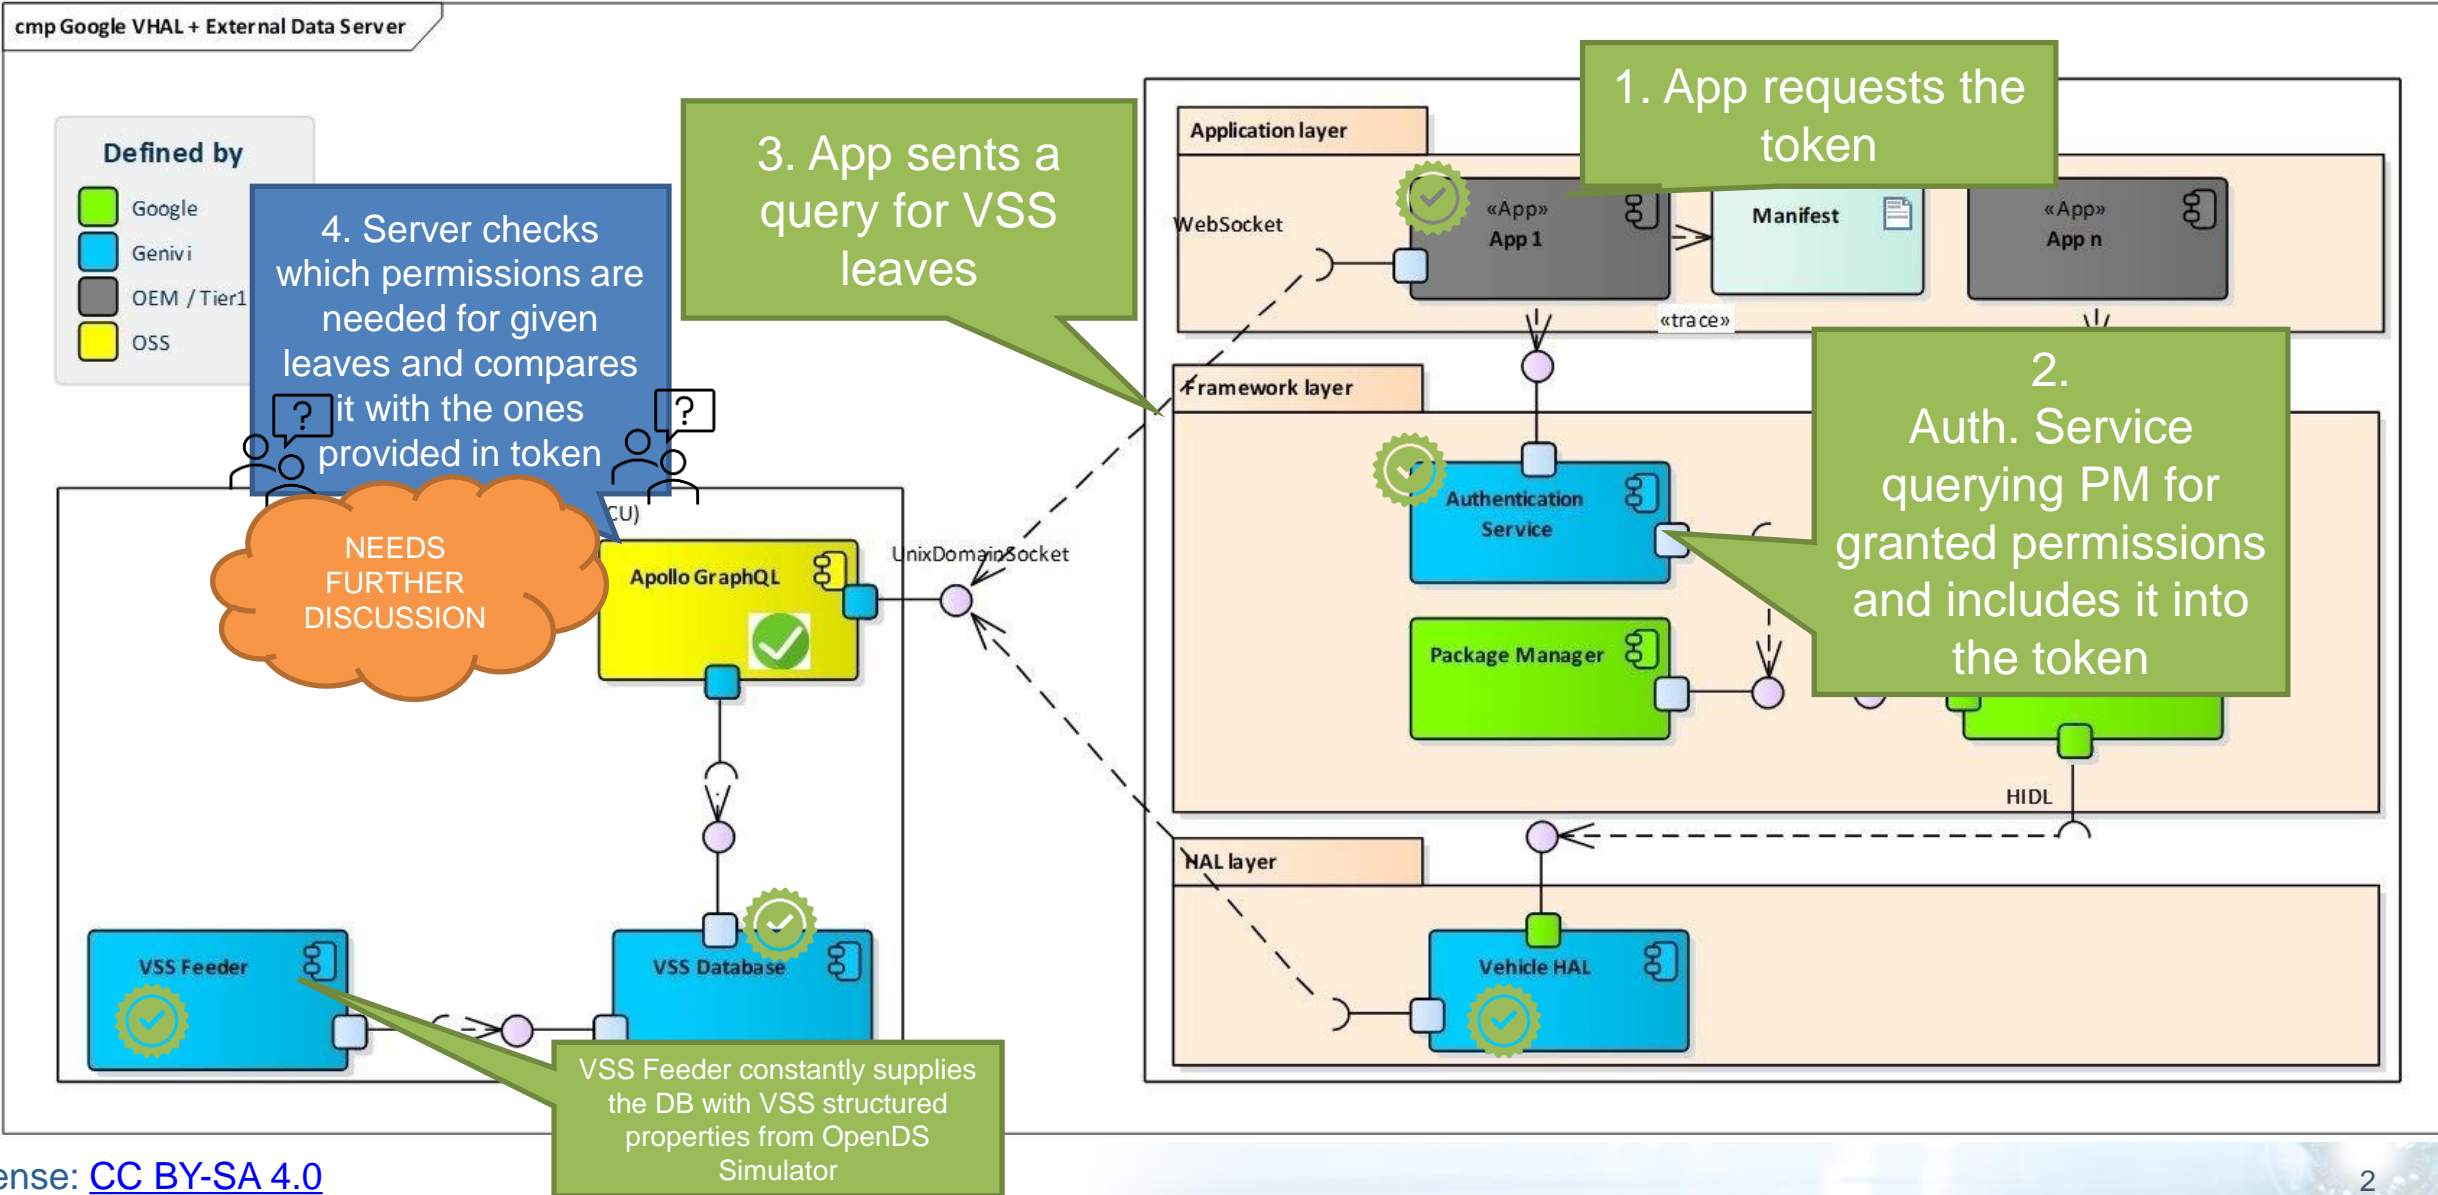 cmp Google VHAL + External Data Server
Defined by
Google
Genivi
OEM / Tier1
OSS
4. Server checks
which permissions are
needed for given
leaves and compares
it with the ones
provided in token
?
?
NEEDS
FURTHER
DISCUSSION
3. App sents a
query for VSS
leaves
1. App requests the
token
Application layer
WebSocket
«App»
App 1
Manifest
«App»
App n
«trace»
Framework layer
2.
Auth. Service
querying PM for
granted permissions
and includes it into
the token
Authentication
Service
Package Manager
HIDL
CU)
Apollo GraphQL
UnixDomainSocket
HAL layer
Vehicle HAL
VSS Feeder
VSS Database
VSS Feeder constantly supplies
the DB with VSS structured
properties from OpenDS
Simulator
ense: CC BY-SA 4.0
2